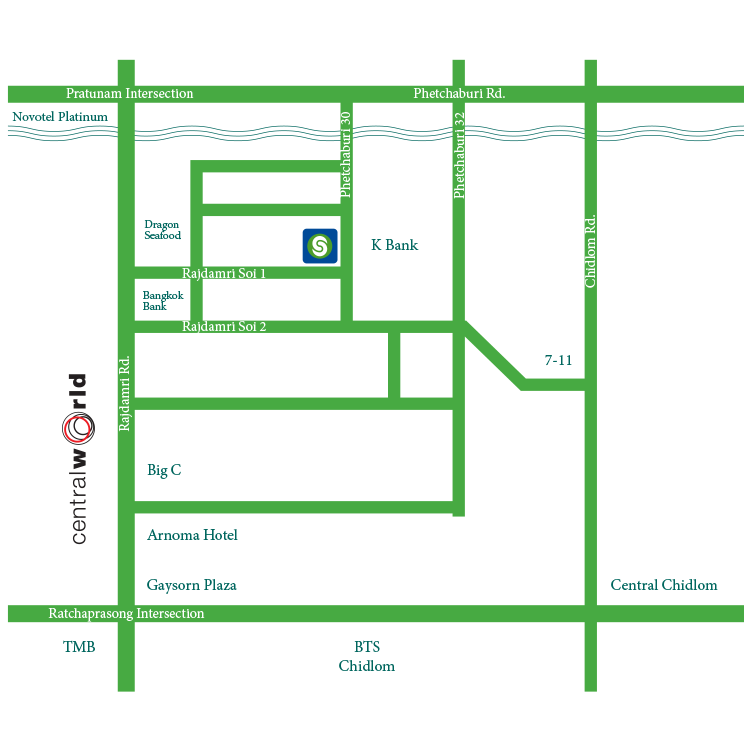 Pratunam Intersection
Phetchaburi Rd.
Novotel Platinum
Phetchaburi 30
Phetchaburi 32
Dragon
Seafood
S
K Bank
Chidlom Rd.
Rajdamri Soi 1
Bangkok
Bank
Rajdamri Soi 2
Rajdamri Rd.
7-11
centralworld
Big C
Arnoma Hotel
Gaysorn Plaza
Central Chidlom
Ratchaprasong Intersection
TMB
BTS
Chidlom